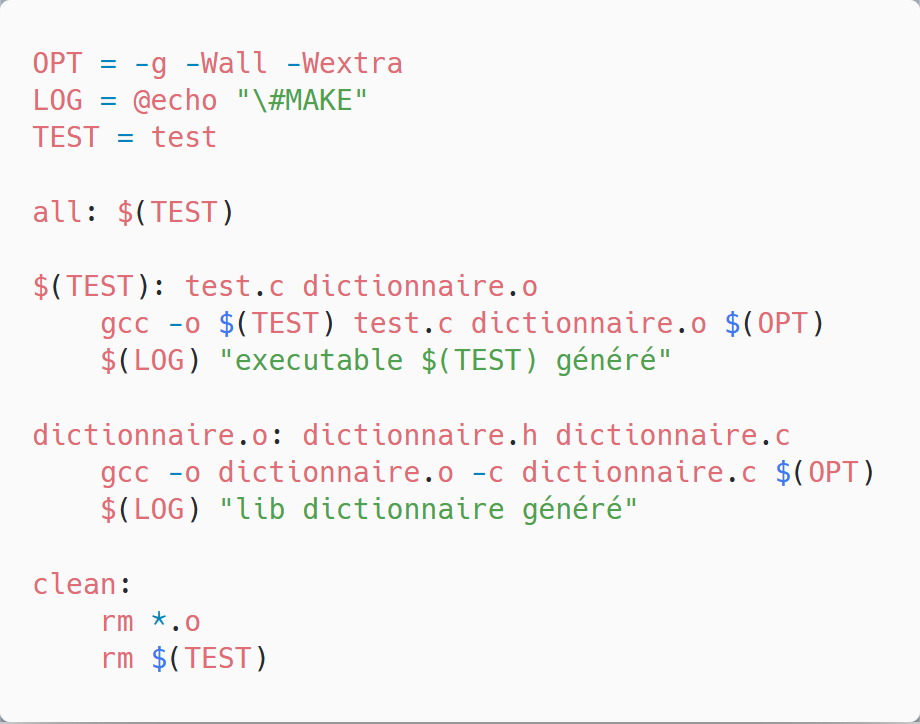 OPT = -g -Wall -Wextra
LOG = @echo "\#MAKE"
TEST = test
all: $(TEST)
$(TEST): test.c dictionnaire.o
gcc -o $(TEST) test.c dictionnaire.o $(OPT)
$(LOG) "executable $(TEST) généré"
dictionnaire.o: dictionnaire.h dictionnaire.c
gcc -o dictionnaire.o -c dictionnaire.c $(OPT)
$(LOG) "lib dictionnaire généré"
clean:
rm *.o
rm $(TEST)